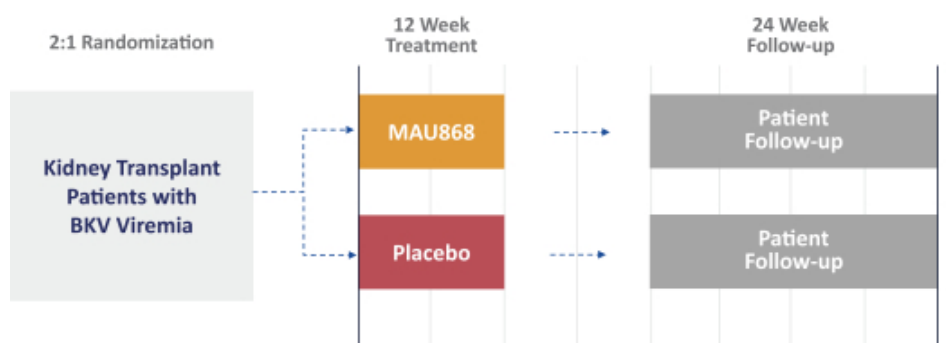 2:1 Randomization
12 Week
Treatment
24 Week
Follow-up
Kidney Transplant
Patients with
BKV Viremia
MAU868
Patient
Follow-up
Placebo
Patient
Follow-up